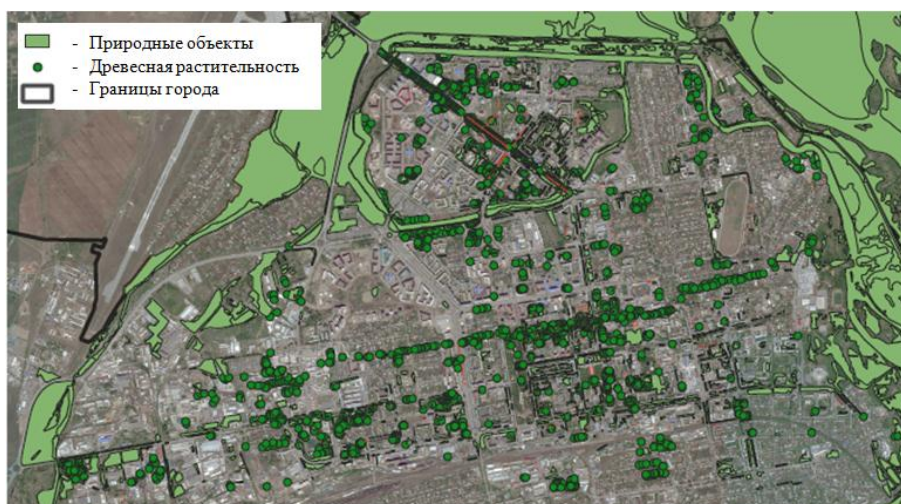 - Природные объекты
- Древесная растительность
- Границы города